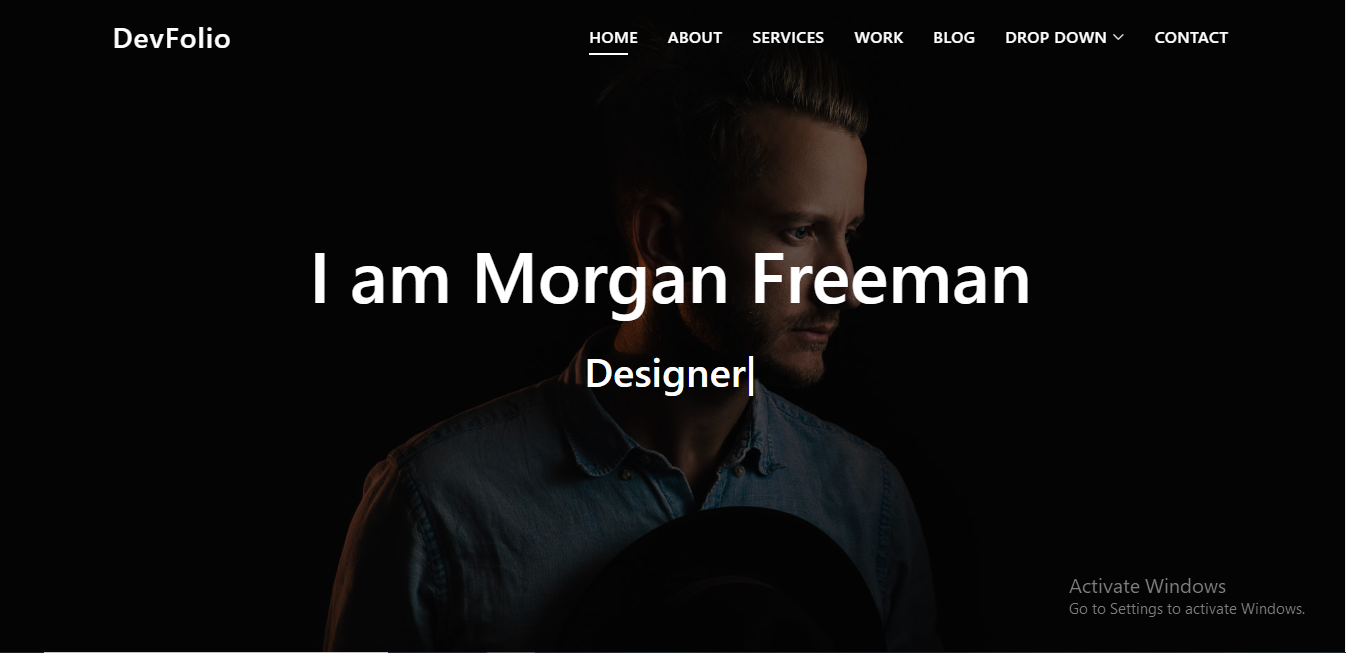 DevFolio
HOME ABOUT SERVICES WORK BLOG DROP DOWN CONTACT
I am Morgan Freeman
Designer|
Activate Windows
Go to Settings to activate Windows.